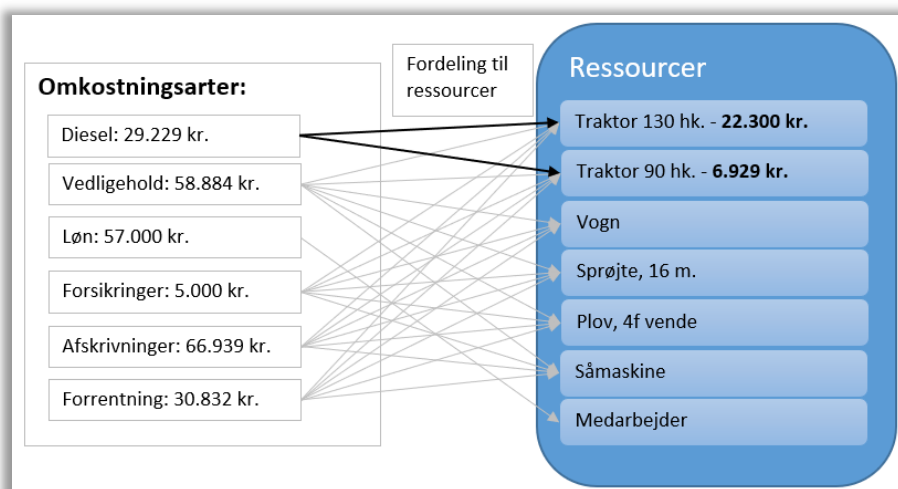 Omkostningsarter:
Diesel: 29.229 kr.
Vedligehold: 58.884 kr.
Løn: 57.000 kr.
Forsikringer: 5.000 kr.
Afskrivninger: 66.939 kr.
Forrentning: 30.832 kr.
Fordeling til
ressourcer
Ressourcer
Traktor 130 hk. - 22.300 kr.
Traktor 90 hk. - 6.929 kr.
Vogn
Sprøjte, 16 m.
Plov, 4f vende
Såmaskine
Medarbejder